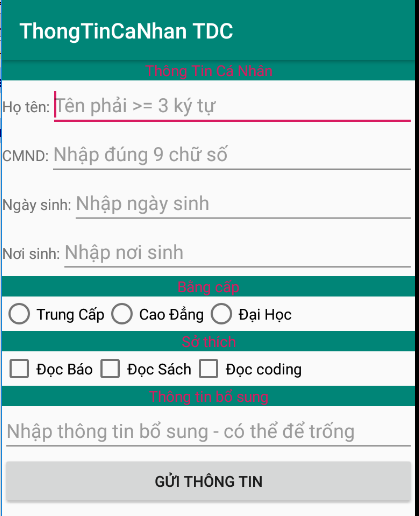 ThongTinCaNhan TDC
Thông Tin Cá Nhân
Họ tên: Tên phải >= 3 ký tự
CMND: Nhập đúng 9 chữ số
Ngày sinh: Nhập ngày sinh
Nơi sinh: Nhập nơi sinh
Bằng cấp
Trung Cấp Cao Đẳng Đại Học
Sở thích
Đọc Báo Đọc Sách Đọc coding
Thông tin bổ sung
Nhập thông tin bổ sung - có thể để trống
GỬI THÔNG TIN